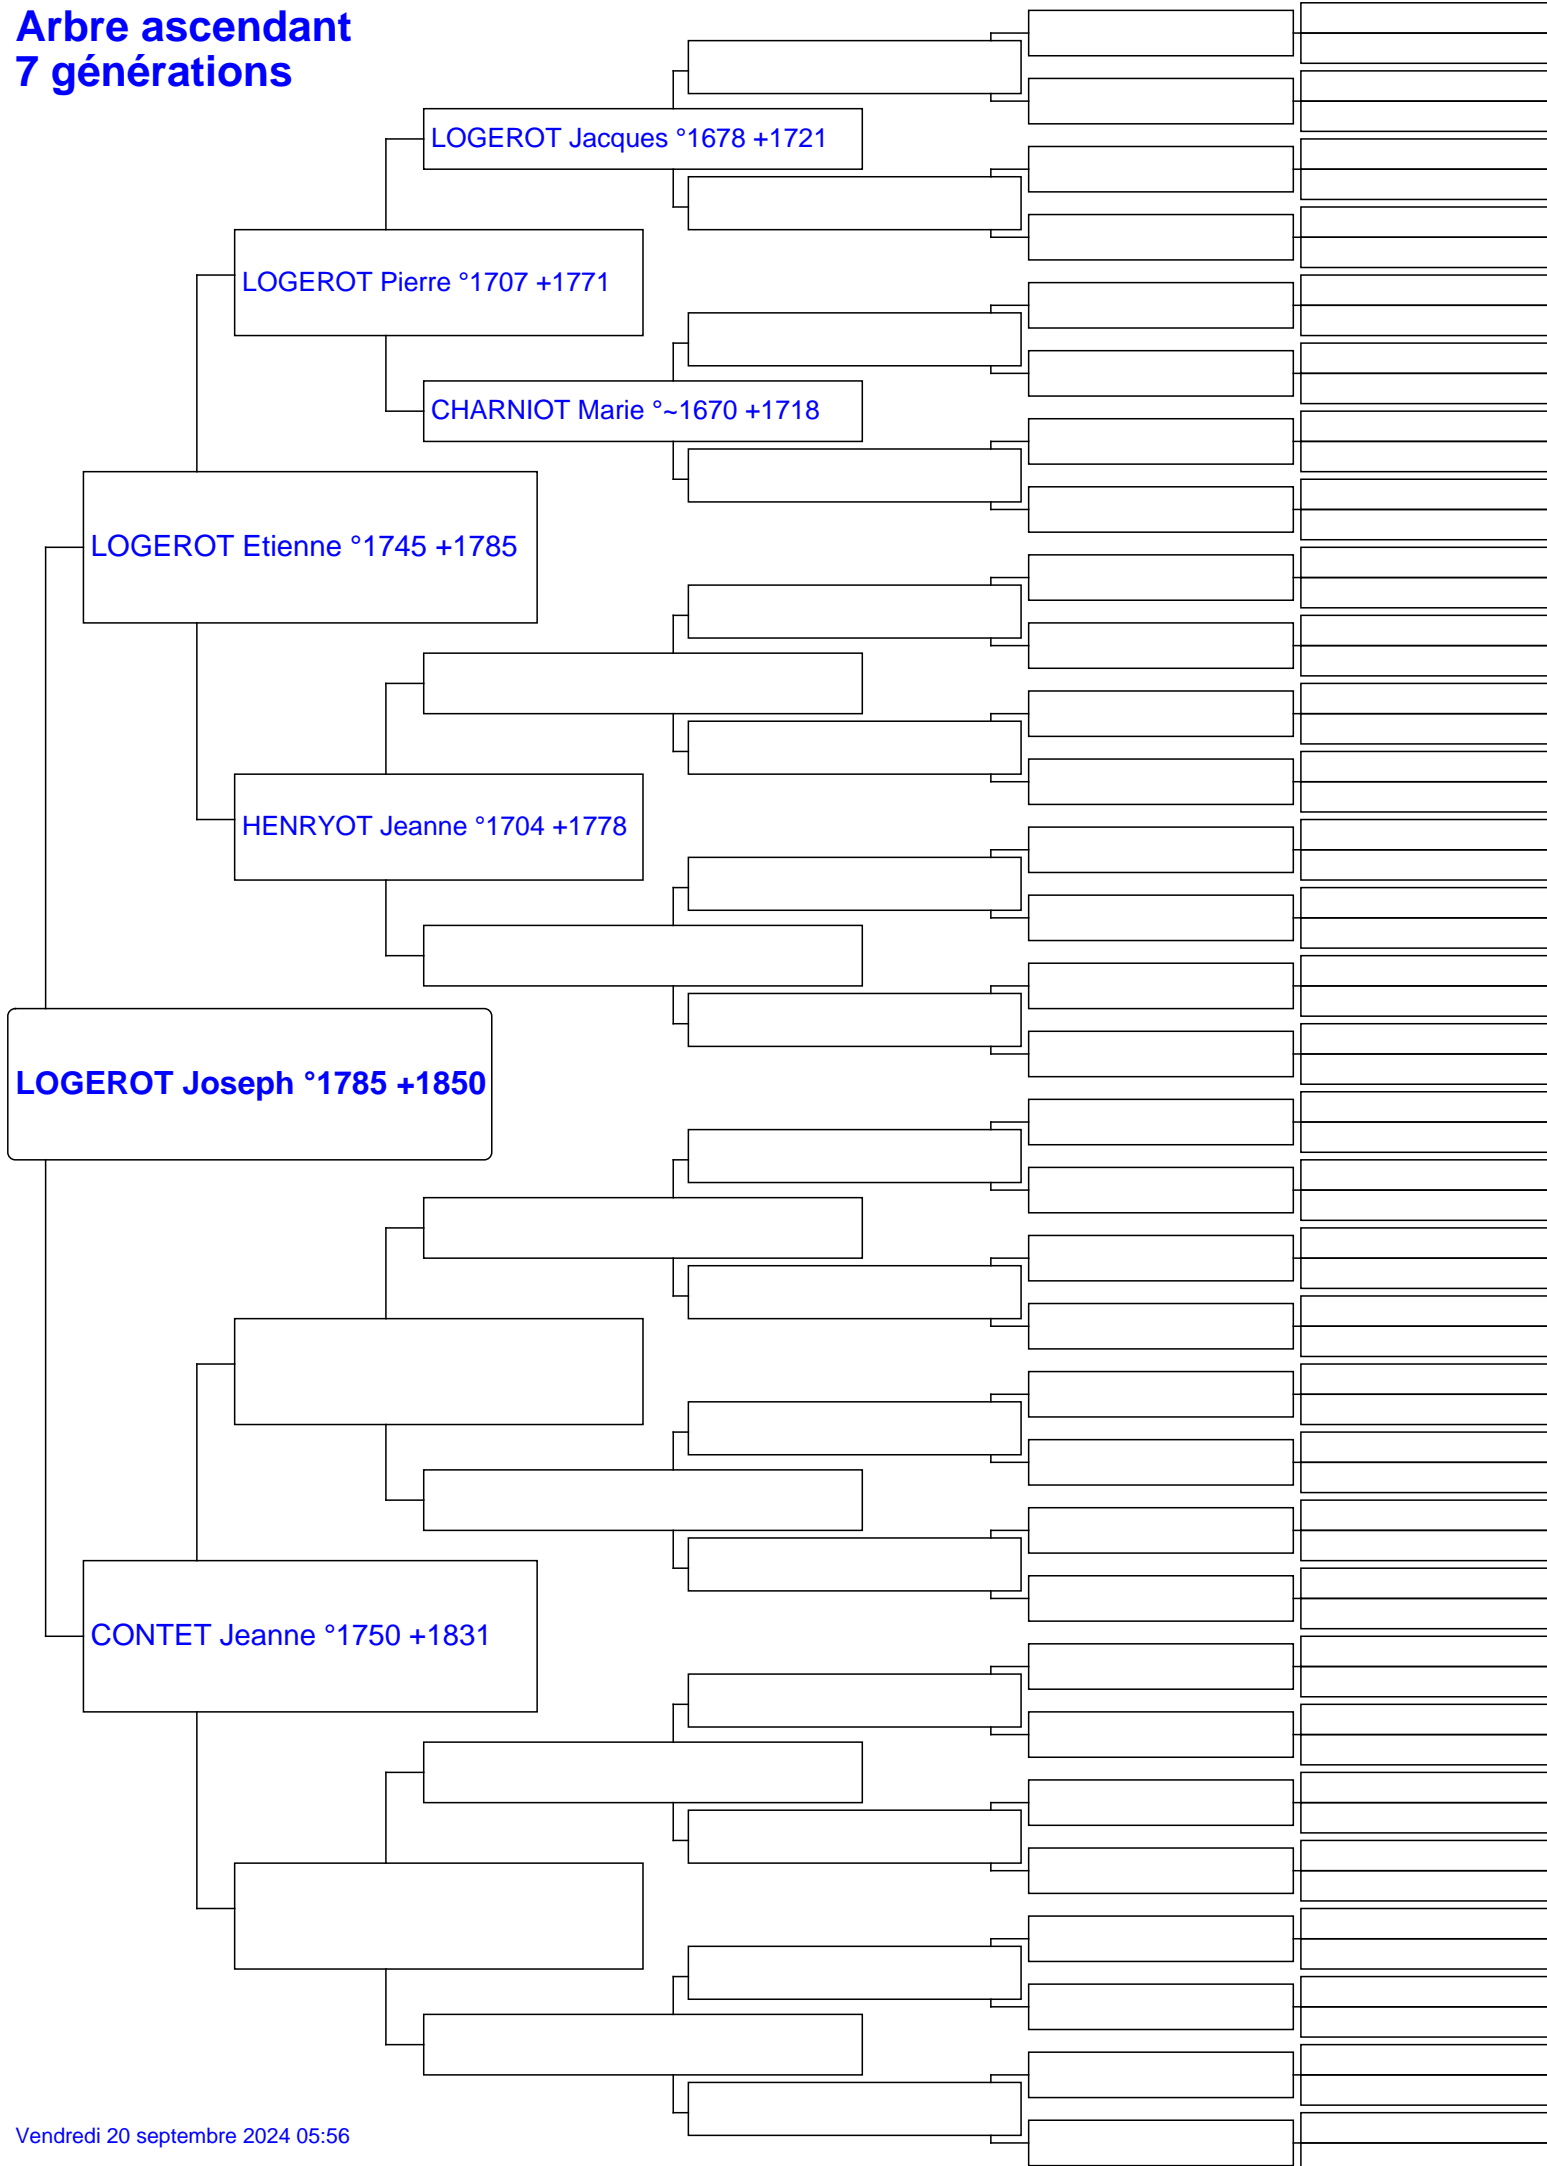 Arbre ascendant
7 générations
LOGEROT Jacques °1678 +1721
LOGEROT Pierre °1707 +1771
CHARNIOT Marie °~1670 +1718
LOGEROT Etienne °1745 +1785
HENRYOT Jeanne °1704 +1778
LOGEROT Joseph °1785 +1850
CONTET Jeanne °1750 +1831
Vendredi 20 septembre 2024 05:56